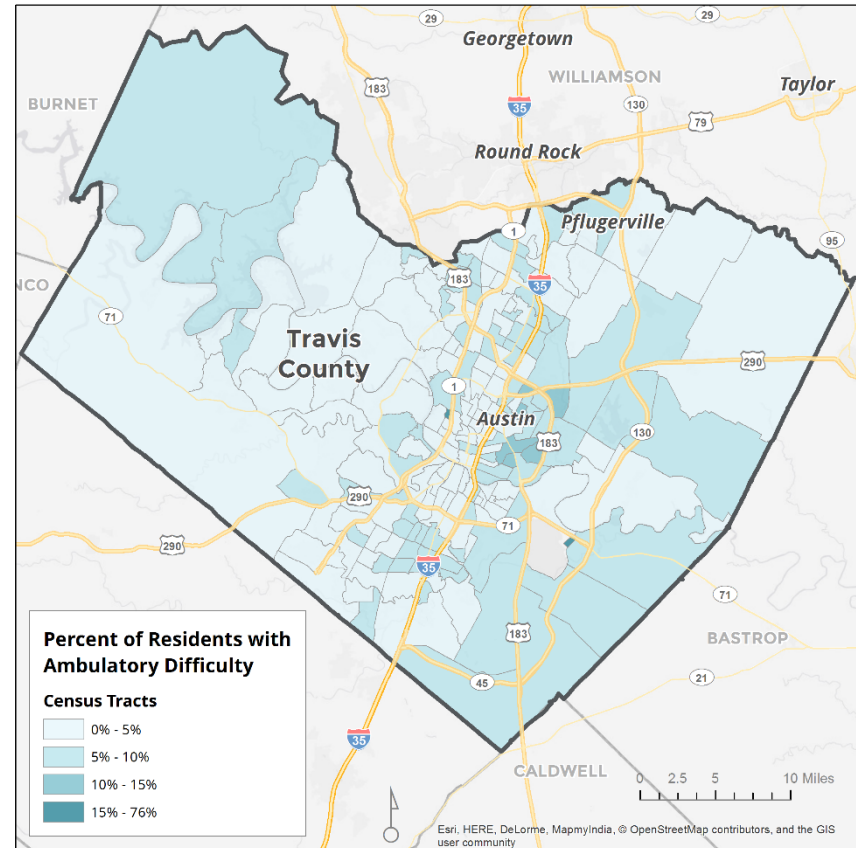 29
29
Georgetown
WILLIAMSON
183
Taylor
BURNET
35
130
79
Round Rock
Pflugerville
1
95
183
35
NCO
71
Travis
County
290
1
Austin
183
130
290
71
290
35
71
183
BASTROP
Percent of Residents with
Ambulatory Difficulty
Census Tracts
0% - 5%
5% - 10%
10% - 15%
15% - 76%
45
21
35
CALDWELL
0 2.5 5 10 Miles
Esri, HERE, DeLorme, MapmyIndia, © OpenStreetMap contributors, and the GIS
user community